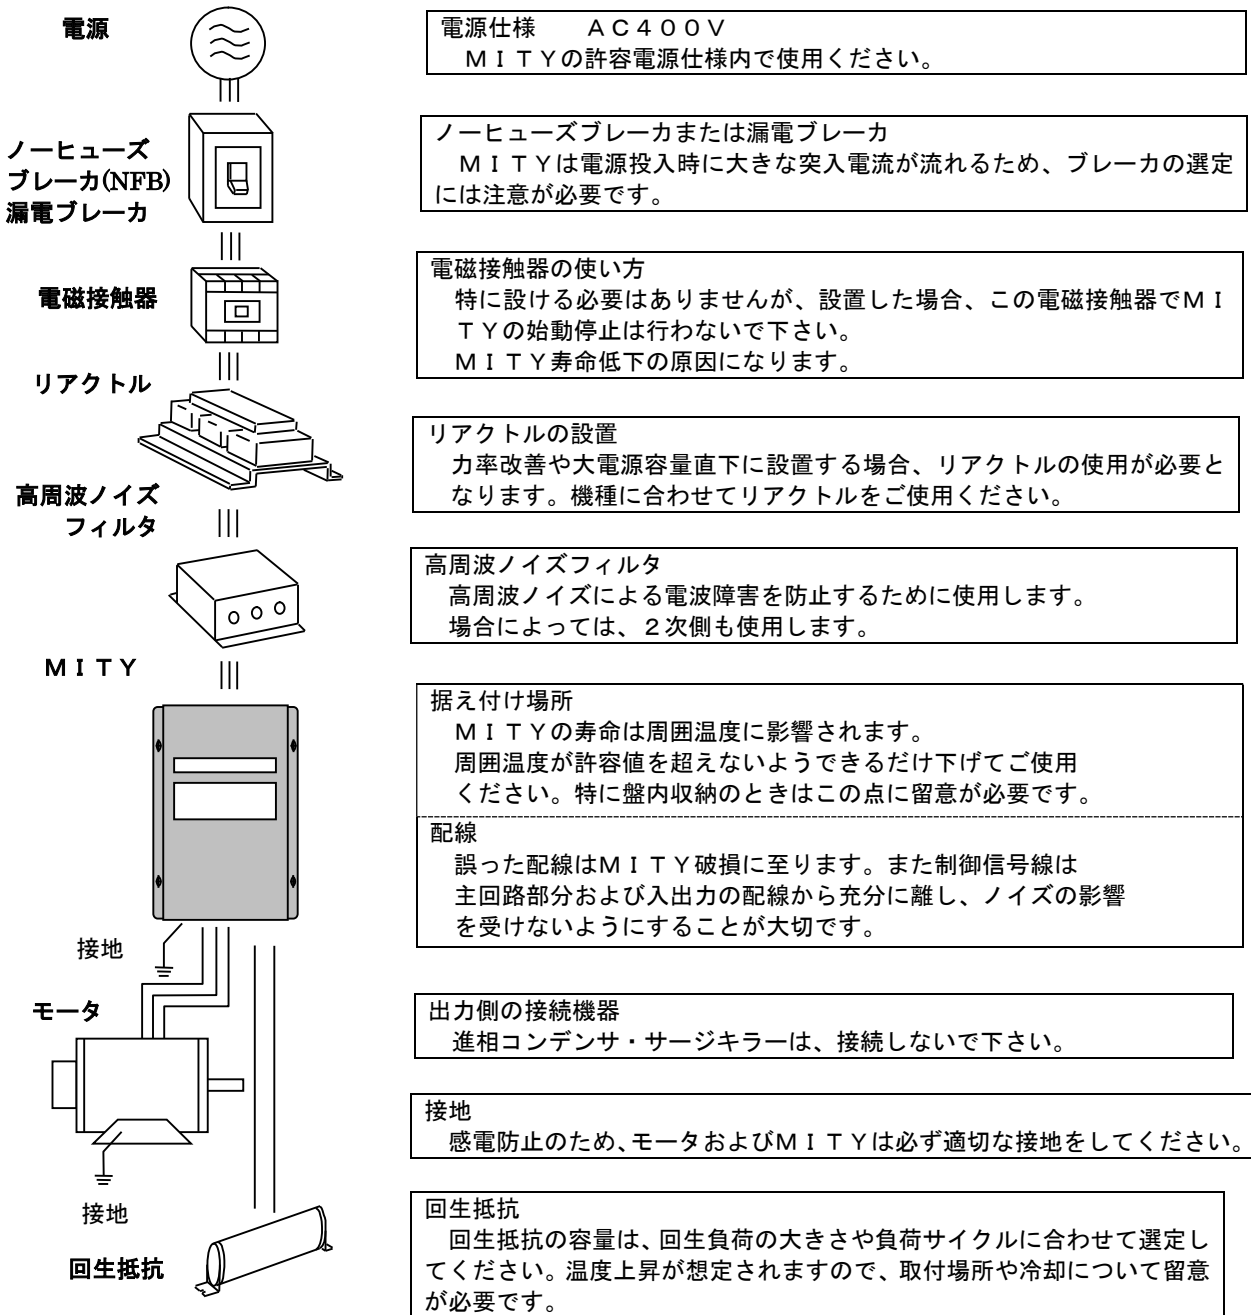 電源
電源仕様　　ＡＣ４００Ｖ
ＭＩＴＹの許容電源仕様内で使用ください。
ノーヒューズ
ブレーカ(NFB)
漏電ブレーカ
ノーヒューズブレーカまたは漏電ブレーカ
ＭＩＴＹは電源投入時に大きな突入電流が流れるため、ブレーカの選定
には注意が必要です。
電磁接触器
電磁接触器の使い方
特に設ける必要はありませんが、設置した場合、この電磁接触器でＭＩ
ＴＹの始動停止は行わないで下さい。
ＭＩＴＹ寿命低下の原因になります。
リアクトル
リアクトルの設置
力率改善や大電源容量直下に設置する場合、リアクトルの使用が必要と
なります。機種に合わせてリアクトルをご使用ください。
高周波ノイズ
フィルタ
高周波ノイズフィルタ
高周波ノイズによる電波障害を防止するために使用します。
場合によっては、２次側も使用します。
ＭＩＴＹ
据え付け場所
ＭＩＴＹの寿命は周囲温度に影響されます。
周囲温度が許容値を超えないようできるだけ下げてご使用
ください。特に盤内収納のときはこの点に留意が必要です。
配線
誤った配線はＭＩＴＹ破損に至ります。また制御信号線は
主回路部分および入出力の配線から充分に離し、ノイズの影響
を受けないようにすることが大切です。
接地
モータ
出力側の接続機器
進相コンデンサ・サージキラーは、接続しないで下さい。
接地
感電防止のため、モータおよびＭＩＴＹは必ず適切な接地をしてください。
接地
回生抵抗
回生抵抗
回生抵抗の容量は、回生負荷の大きさや負荷サイクルに合わせて選定し
てください。温度上昇が想定されますので、取付場所や冷却について留意
が必要です。